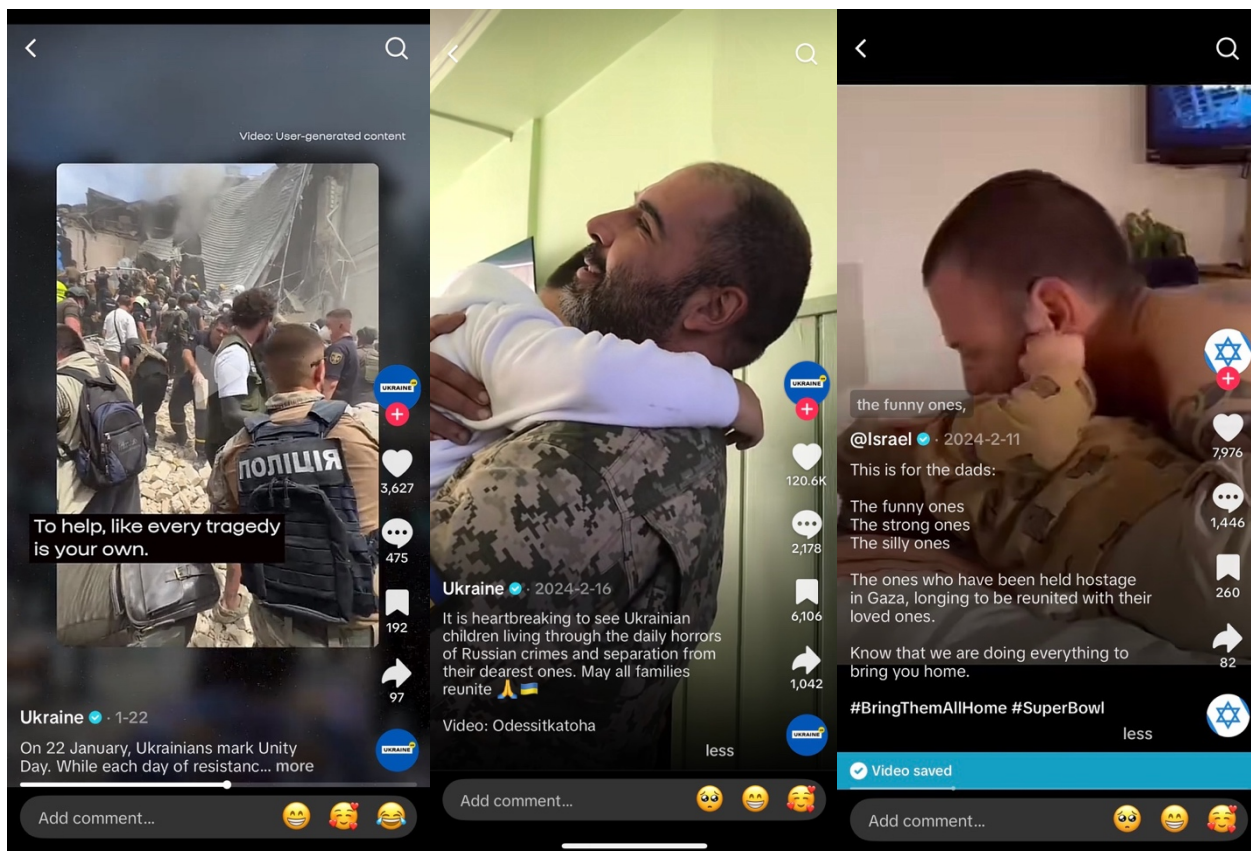 Video: User-generated content
ПОЛІЦІЯ
To help, like every tragedy
is your own.
UKRAINE
3,627
475
192
97
Ukraine · 1-22
On 22 January, Ukrainians mark Unity
Day. While each day of resistanc... more
UKRAINE
Add comment...
UKRAINE
120.6K
2,178
6,106
1,042
Ukraine · 2024-2-16
It is heartbreaking to see Ukrainian
children living through the daily horrors
of Russian crimes and separation from
their dearest ones. May all families
reunite 🙏🇺🇦
Video: Odessitkatoha
less
UKRAINE
Add comment...
the funny ones,
@Israel · 2024-2-11
7,976
1,446
260
82
This is for the dads:
The funny ones
The strong ones
The silly ones
The ones who have been held hostage
in Gaza, longing to be reunited with their
loved ones.
Know that we are doing everything to
bring you home.
#BringThemAllHome #SuperBowl
less
Video saved
Add comment...